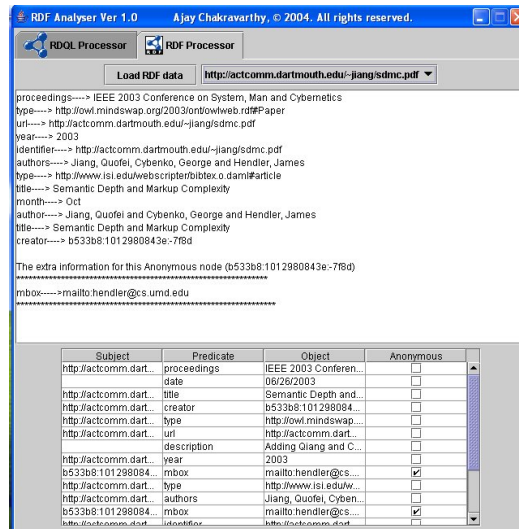 RDF Analyser Ver 1.0 Ajay Chakravarthy, © 2004. All rights reserved.
RDQL Processor RDF Processor
Load RDF data http://actcomm.dartmouth.edu/~jiang/sdmc.pdf
proceedings----> IEEE 2003 Conference on System, Man and Cybernetics
type----> http://owl.mindswap.org/2003/ont/owlweb.rdf#Paper
url----> http://actcomm.dartmouth.edu/~jiang/sdmc.pdf
year----> 2003
identifier----> http://actcomm.dartmouth.edu/~jiang/sdmc.pdf
authors----> Jiang, Quofei, Cybenko, George and Hendler, James
type----> http://www.isi.edu/webscripter/bibtex.o.daml#article
title----> Semantic Depth and Markup Complexity
month----> Oct
author----> Jiang, Quofei and Cybenko, George and Hendler, James
title----> Semantic Depth and Markup Complexity
creator----> b533b8:1012980843e:-7f8d
The extra information for this Anonymous node (b533b8:1012980843e:-7f8d)
mbox----->mailto:hendler@cs.umd.edu
Subject Predicate Object Anonymous
http://actcomm.dart... proceedings IEEE 2003 Conferen...
date 06/26/2003
http://actcomm.dart... title Semantic Depth and...
http://actcomm.dart... creator b533b8:101298084...
http://actcomm.dart... type http://owl.mindswap....
http://actcomm.dart... url http://actcomm.dart...
description Adding Qiang and C...
http://actcomm.dart... year 2003
b533b8:101298084... mbox mailto:hendler@cs....
http://actcomm.dart... type http://www.isi.edu/w...
http://actcomm.dart... authors Jiang, Quofei, Cyben...
b533b8:101298084... mbox mailto:hendler@cs....
http://actcomm.dart... identifier http://actcomm.dart...